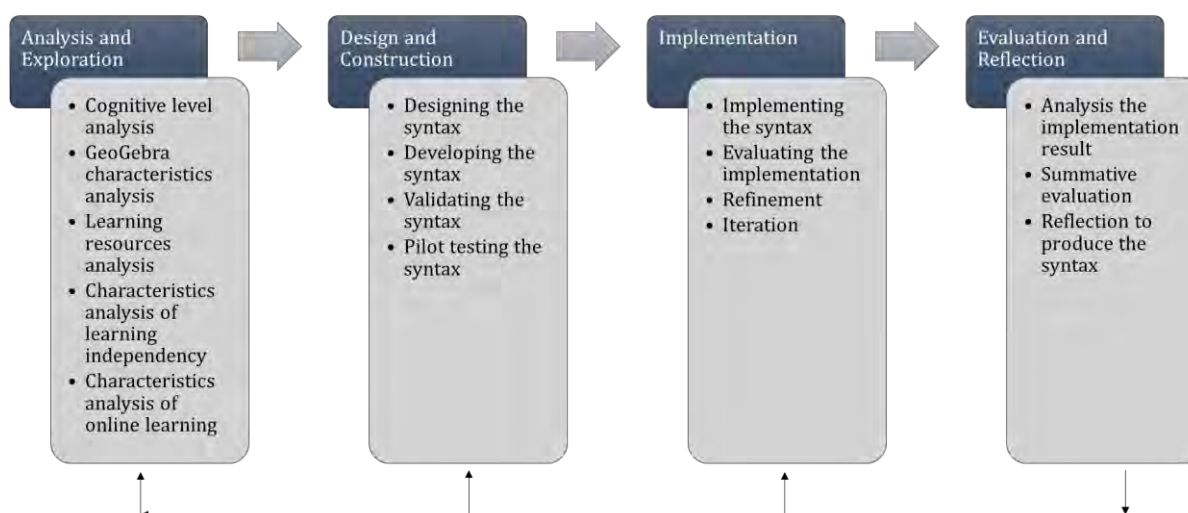 Analysis and
Exploration
• Cognitive level
analysis
• GeoGebra
characteristics
analysis
• Learning
resources
analysis
• Characteristics
analysis of
learning
independency
• Characteristics
analysis of
online learning
Design and
Construction
• Designing the
syntax
• Developing the
syntax
• Validating the
syntax
• Pilot testing the
syntax
Implementation
• Implementing
the syntax
• Evaluating the
implementation
• Refinement
• Iteration
Evaluation and
Reflection
• Analysis the
implementation
result
• Summative
evaluation
• Reflection to
produce the
syntax